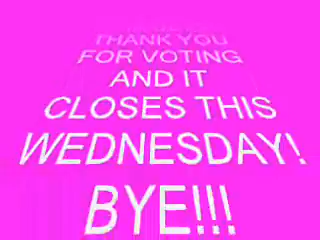 THANK YOU
FOR VOTING
AND IT
CLOSES THIS
WEDNESDAY!
BYE!!!